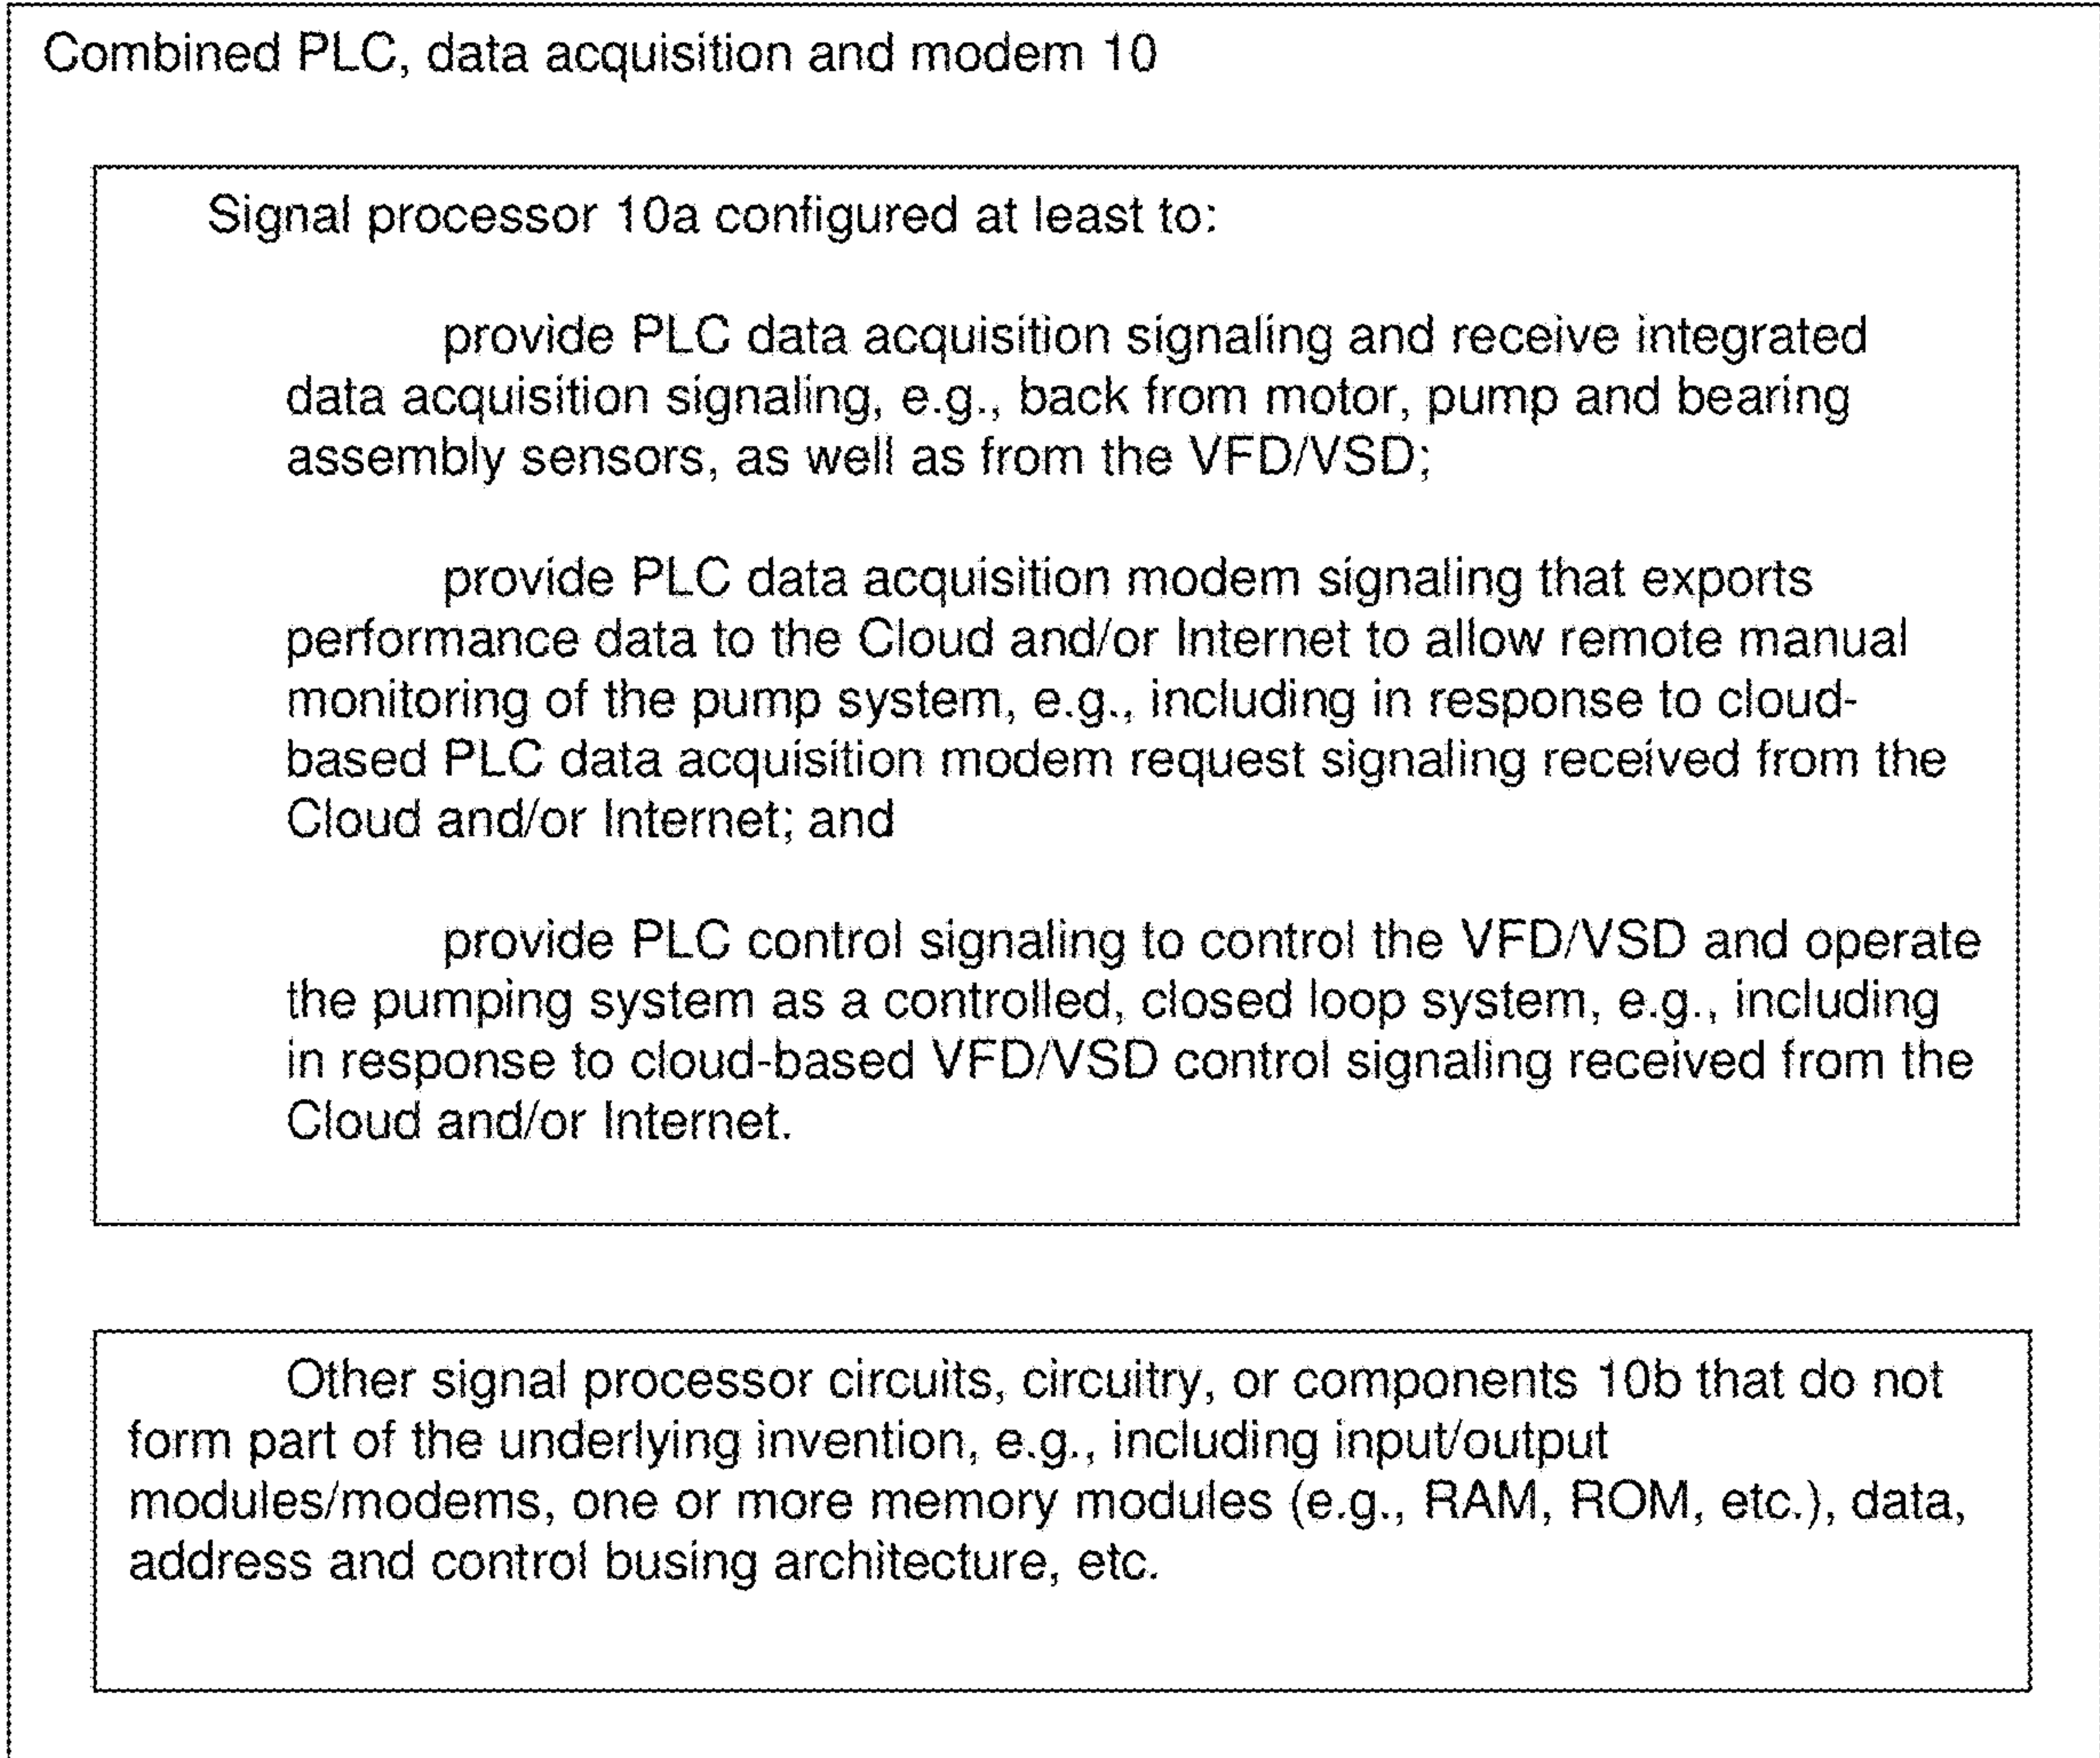 Combined PLC, data acquisition and modem 10
Signal processor 10a configured at least to:
provide PLC data acquisition signaling and receive integrated
data acquisition signaling, e.g., back from motor, pump and bearing
assembly sensors, as well as from the VFD/VSD;
provide PLC data acquisition modem signaling that exports
performance data to the Cloud and/or Internet to allow remote manual
monitoring of the pump system, e.g., including in response to cloud-
based PLC data acquisition modem request signaling received from the
Cloud and/or Internet; and
provide PLC control signaling to control the VFD/VSD and operate
the pumping system as a controlled, closed loop system, e.g., including
in response to cloud-based VFD/VSD control signaling received from the
Cloud and/or Internet.
Other signal processor circuits, circuitry, or components 10b that do not
form part of the underlying invention, e.g., including input/output
modules/modems, one or more memory modules (e.g., RAM, ROM, etc.), data,
address and control busing architecture, etc.